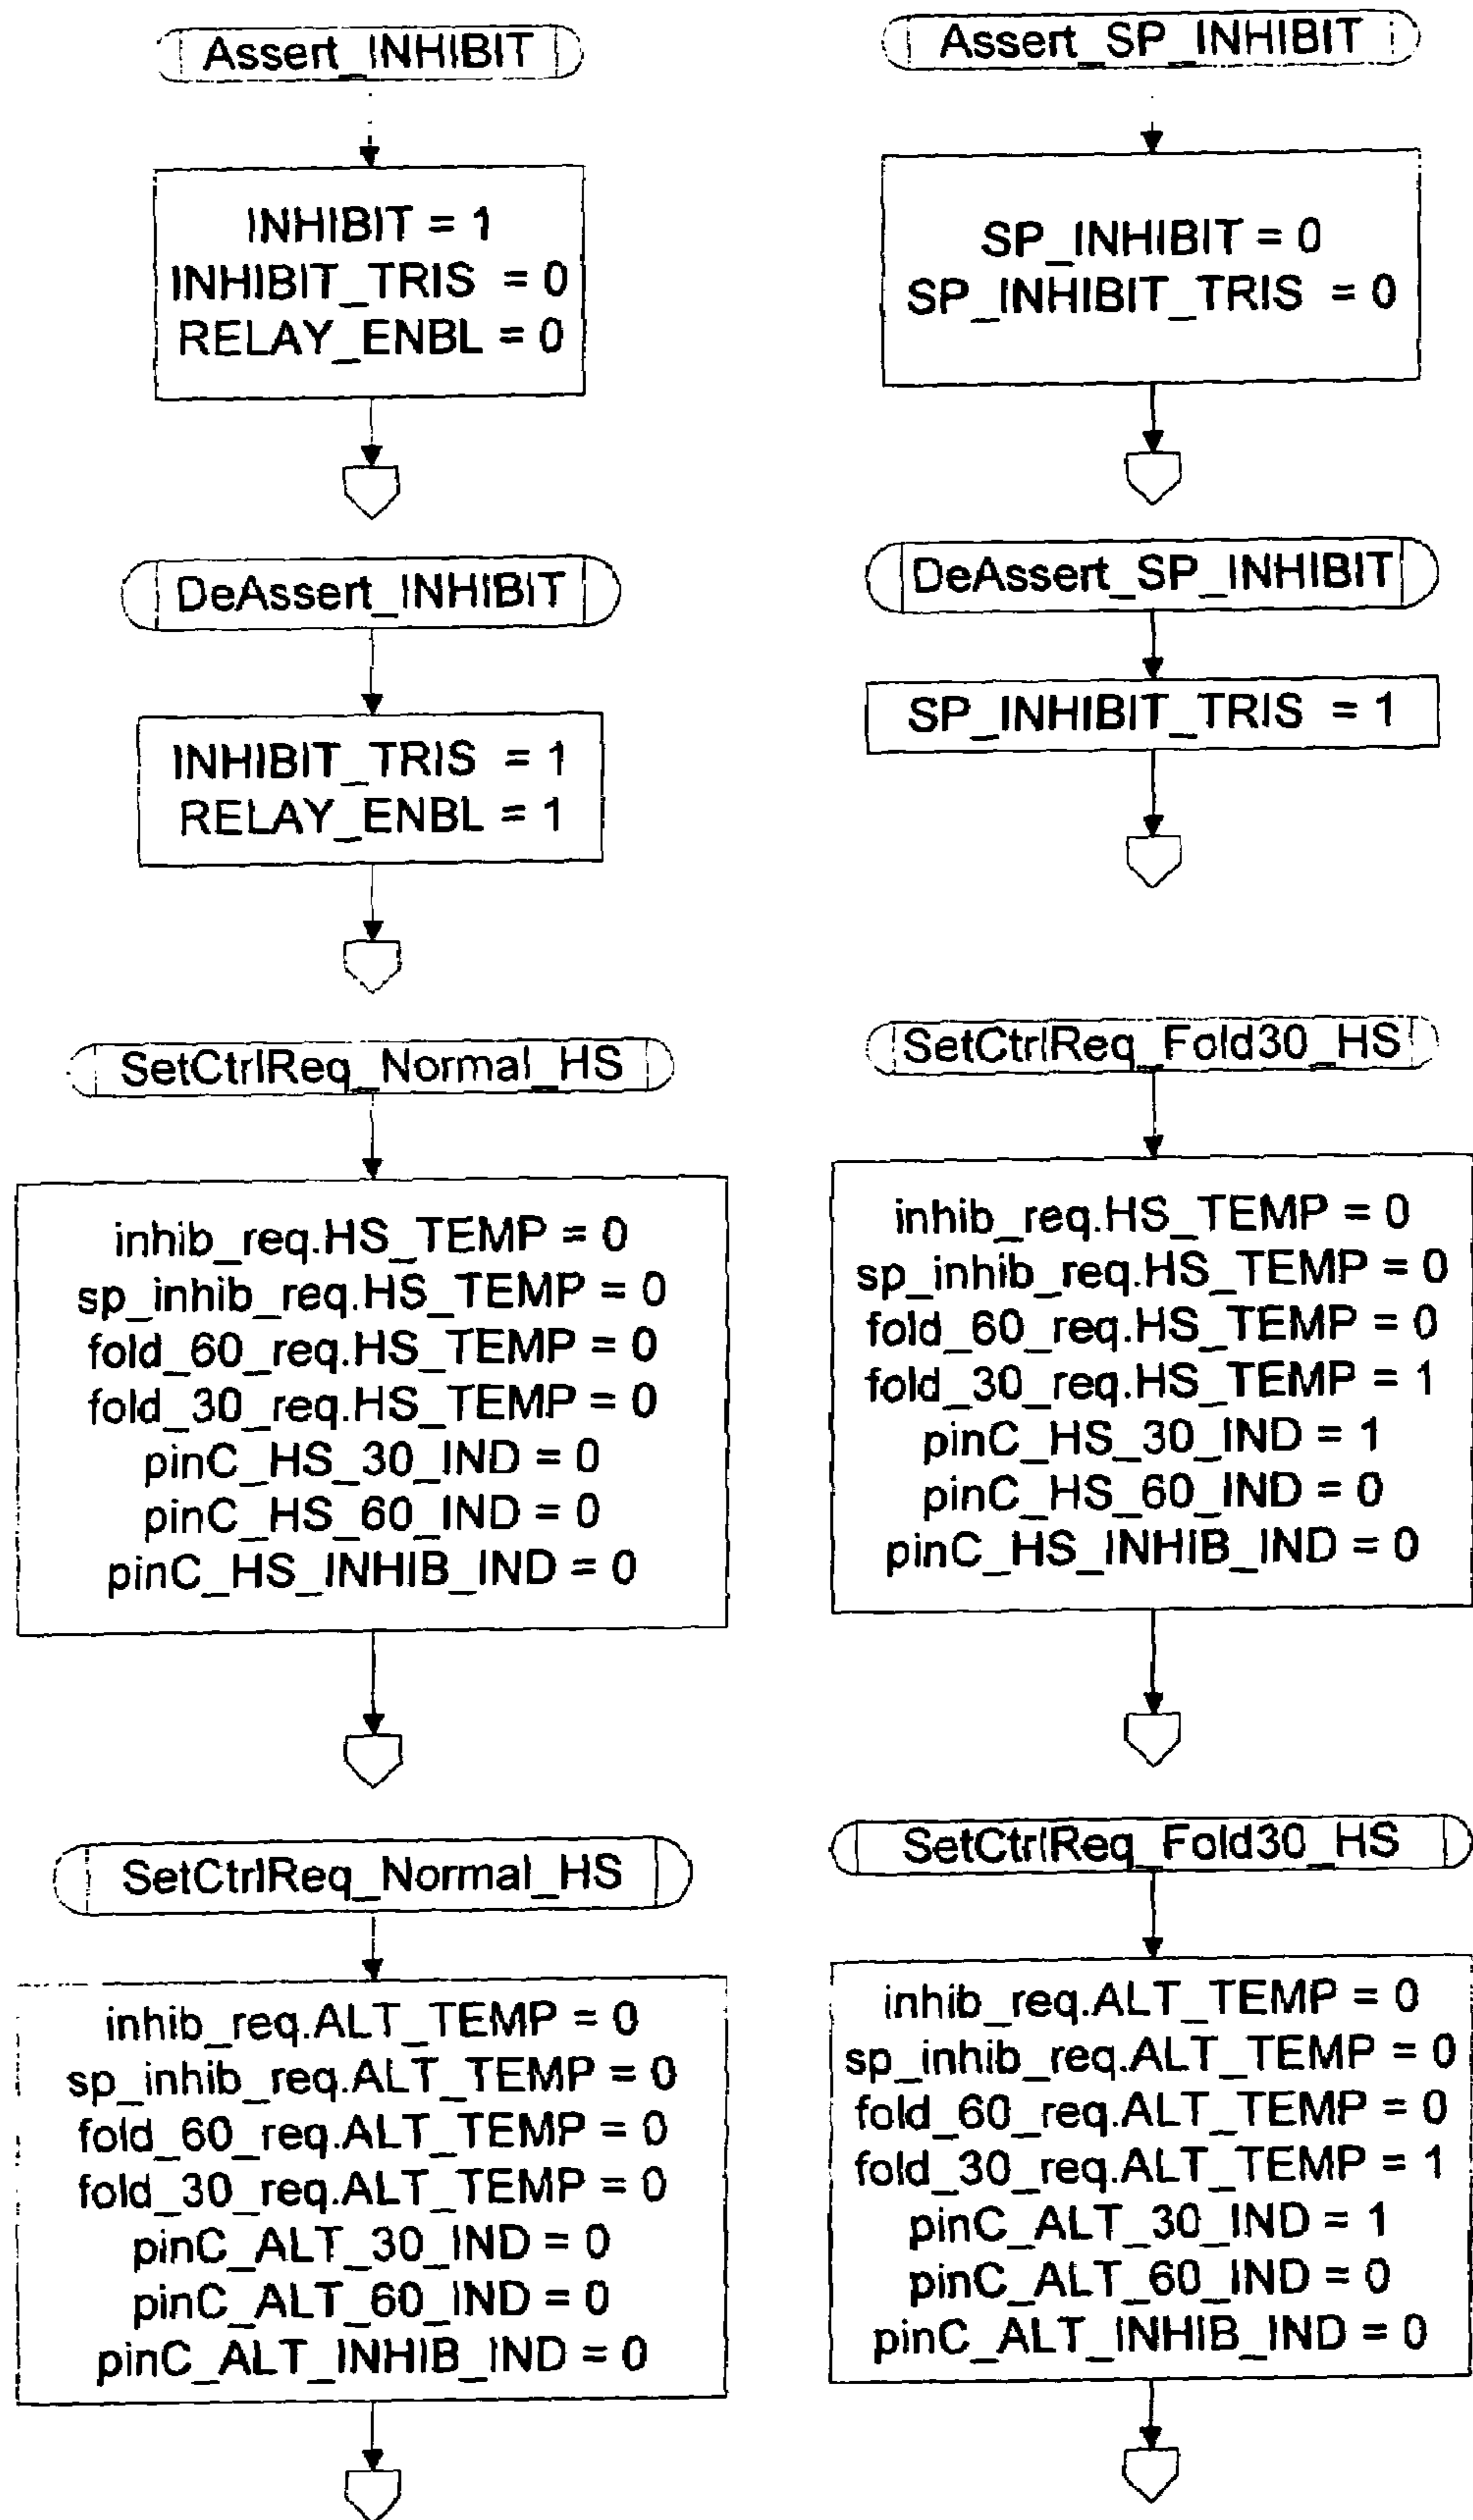 Assert_INHIBIT
INHIBIT = 1
INHIBIT_TRIS = 0
RELAY_ENBL = 0
Assert_SP_INHIBIT
SP_INHIBIT = 0
SP_INHIBIT_TRIS = 0
DeAssert_INHIBIT
INHIBIT_TRIS = 1
RELAY_ENBL = 1
DeAssert_SP_INHIBIT
SP_INHIBIT_TRIS = 1
SetCtrlReq_Normal_HS
inhib_req.HS_TEMP = 0
sp_inhib_req.HS_TEMP = 0
fold_60_req.HS_TEMP = 0
fold_30_req.HS_TEMP = 0
pinC_HS_30_IND = 0
pinC_HS_60_IND = 0
pinC_HS_INHIB_IND = 0
SetCtrlReq_Fold30_HS
inhib_req.HS_TEMP = 0
sp_inhib_req.HS_TEMP = 0
fold_60_req.HS_TEMP = 0
fold_30_req.HS_TEMP = 1
pinC_HS_30_IND = 1
pinC_HS_60_IND = 0
pinC_HS_INHIB_IND = 0
SetCtrlReq_Normal_HS
inhib_req.ALT_TEMP = 0
sp_inhib_req.ALT_TEMP = 0
fold_60_req.ALT_TEMP = 0
fold_30_req.ALT_TEMP = 0
pinC_ALT_30_IND = 0
pinC_ALT_60_IND = 0
pinC_ALT_INHIB_IND = 0
SetCtrlReq_Fold30_HS
inhib_req.ALT_TEMP = 0
sp_inhib_req.ALT_TEMP = 0
fold_60_req.ALT_TEMP = 0
fold_30_req.ALT_TEMP = 1
pinC_ALT_30_IND = 1
pinC_ALT_60_IND = 0
pinC_ALT_INHIB_IND = 0